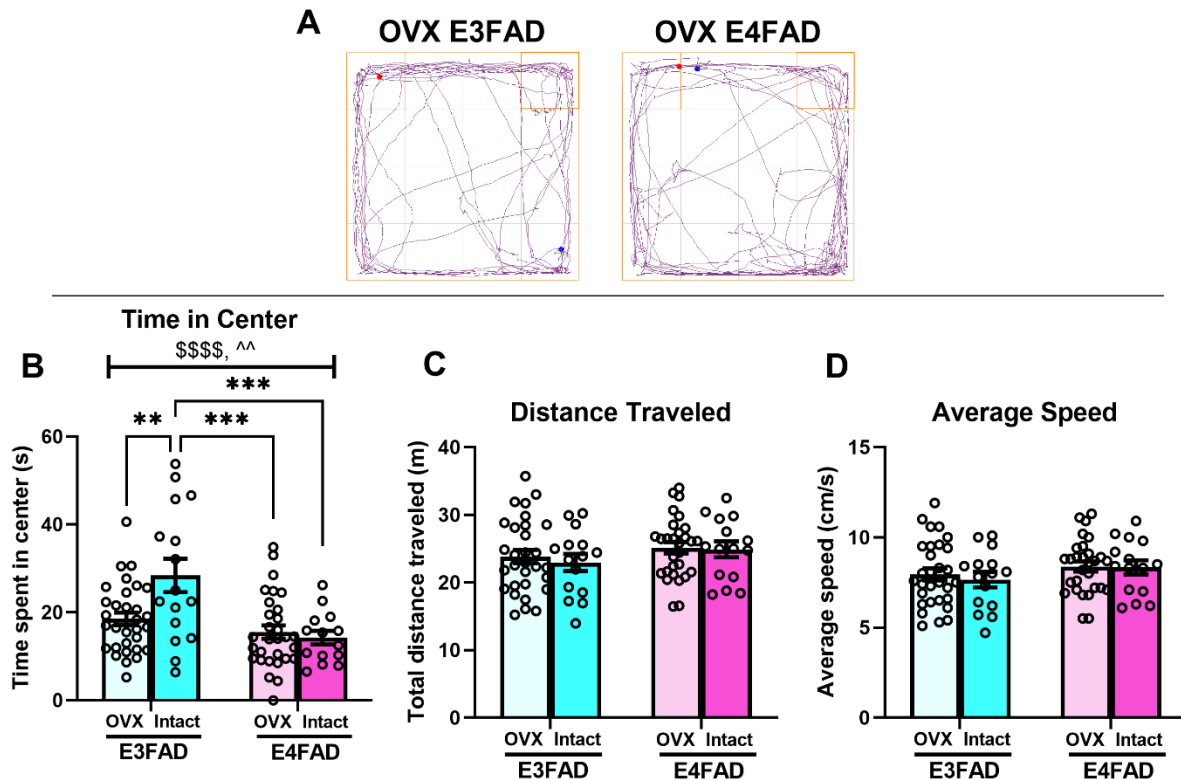 A
OVX E3FAD
OVX E4FAD
B
Time in Center
$$$$, ^^
***
**
***
Time spent in center (s)
60
40
20
0
OVX Intact
E3FAD
OVX Intact
E4FAD
C
Distance Traveled
Total distance traveled (m)
40
30
20
10
0
OVX Intact
E3FAD
OVX Intact
E4FAD
D
Average Speed
Average speed (cm/s)
15
10
5
0
OVX Intact
E3FAD
OVX Intact
E4FAD